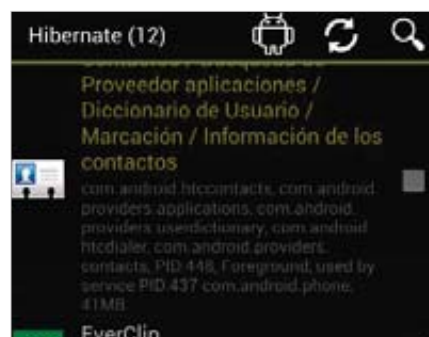 Hibernate (12)
Proveedor aplicaciones /
Diccionario de Usuario /
Marcación / Información de los
contactos
com.android.htccontacts, com.android.
providers.applications, com.android.
providers.userdictionary, com.android.
htcdialer, com.android.providers.
contacts, PID.448, Foreground, used by
service PID.437 com.android.phone,
41MB
EverClip